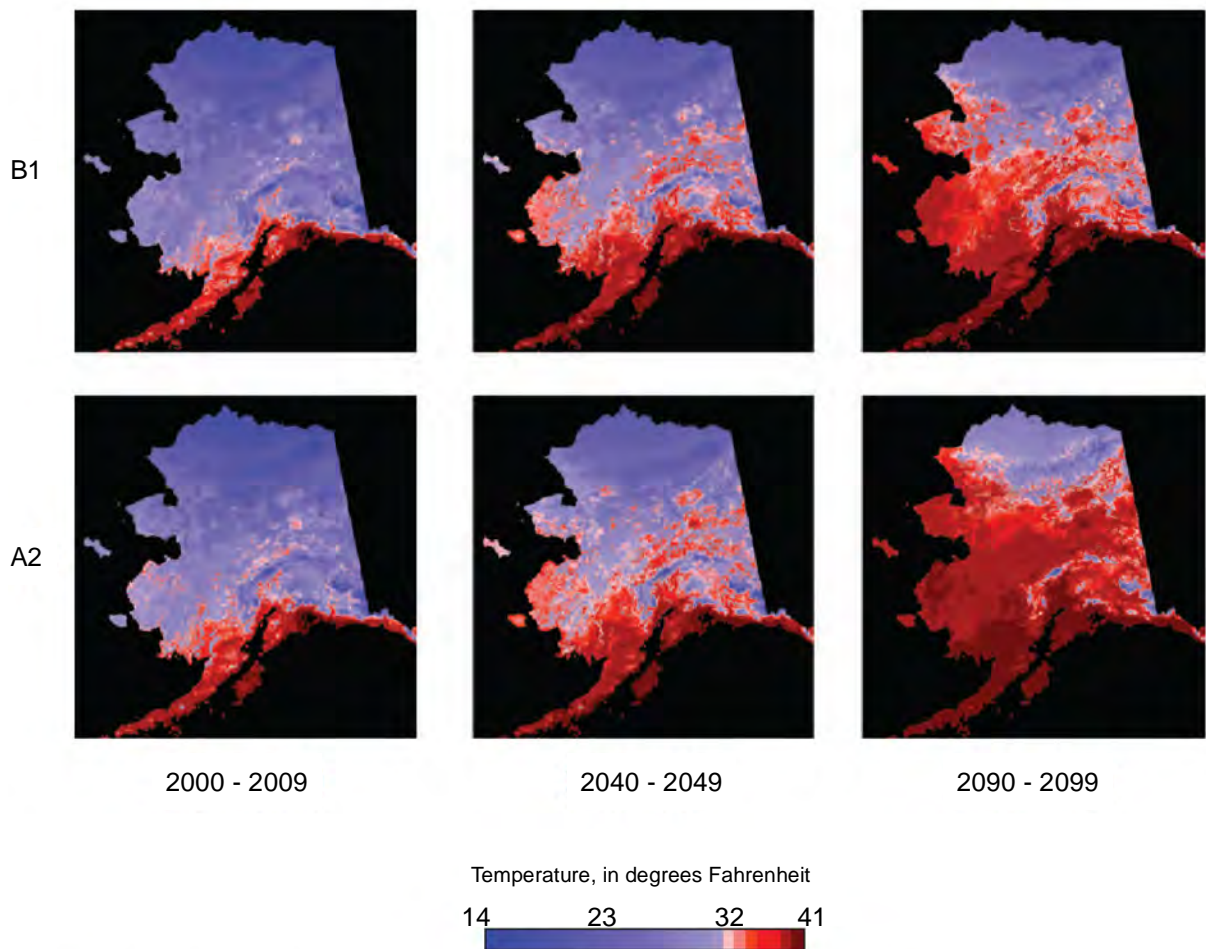 B1
A2
2000 - 2009 2040 - 2049 2090 - 2099
Temperature, in degrees Fahrenheit
14 23 32 41